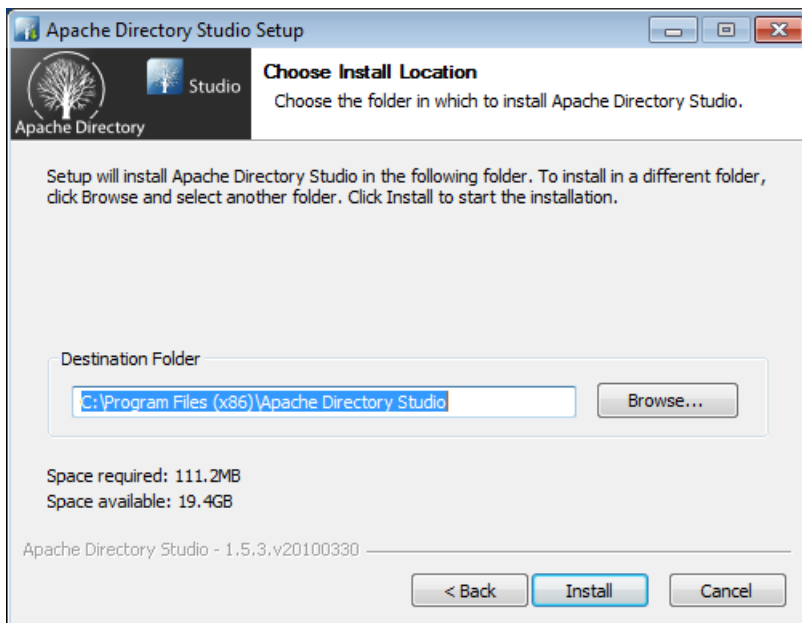 Apache Directory Studio Setup
Studio
Apache Directory
Choose Install Location
Choose the folder in which to install Apache Directory Studio.
Setup will install Apache Directory Studio in the following folder. To install in a different folder,
click Browse and select another folder. Click Install to start the installation.
Destination Folder
C:\Program Files (x86)\Apache Directory Studio
Browse...
Space required: 111.2MB
Space available: 19.4GB
Apache Directory Studio - 1.5.3.v20100330
< Back
Install
Cancel